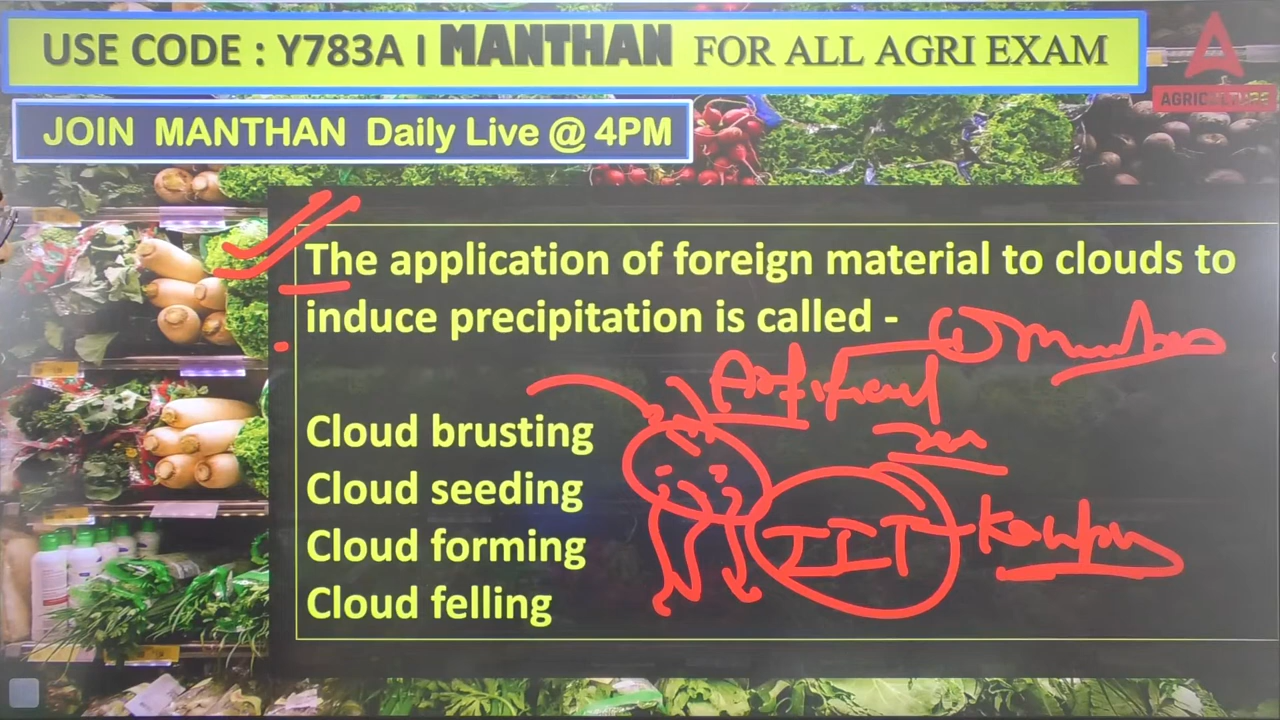 USE CODE : Y783A I MANTHAN FOR ALL AGRI EXAM
AGRICULTURE
JOIN MANTHAN Daily Live @ 4PM
The application of foreign material to clouds to
induce precipitation is called -
Artificial
Cloud brusting
Cloud seeding
Cloud forming
IIT Kanpur
Cloud felling